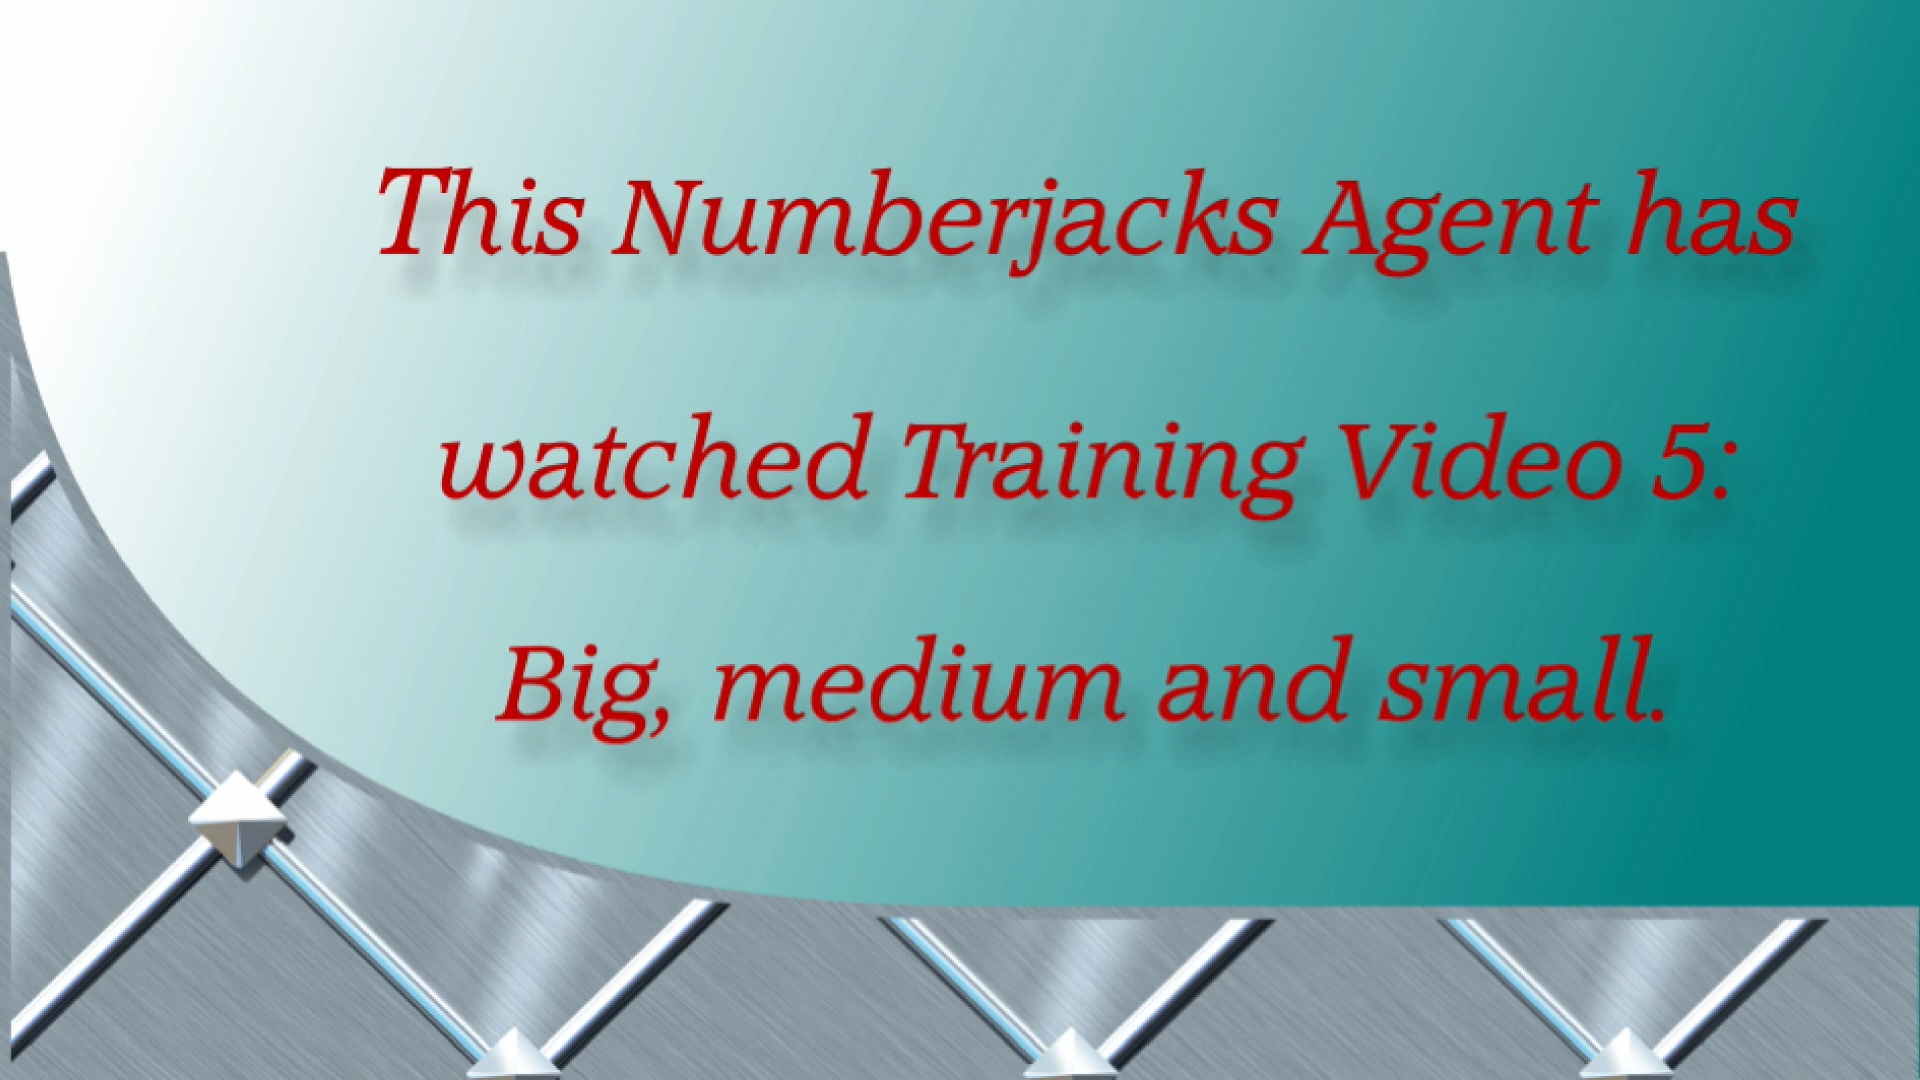 This Numberjacks Agent has
watched Training Video 5:
Big, medium and small.